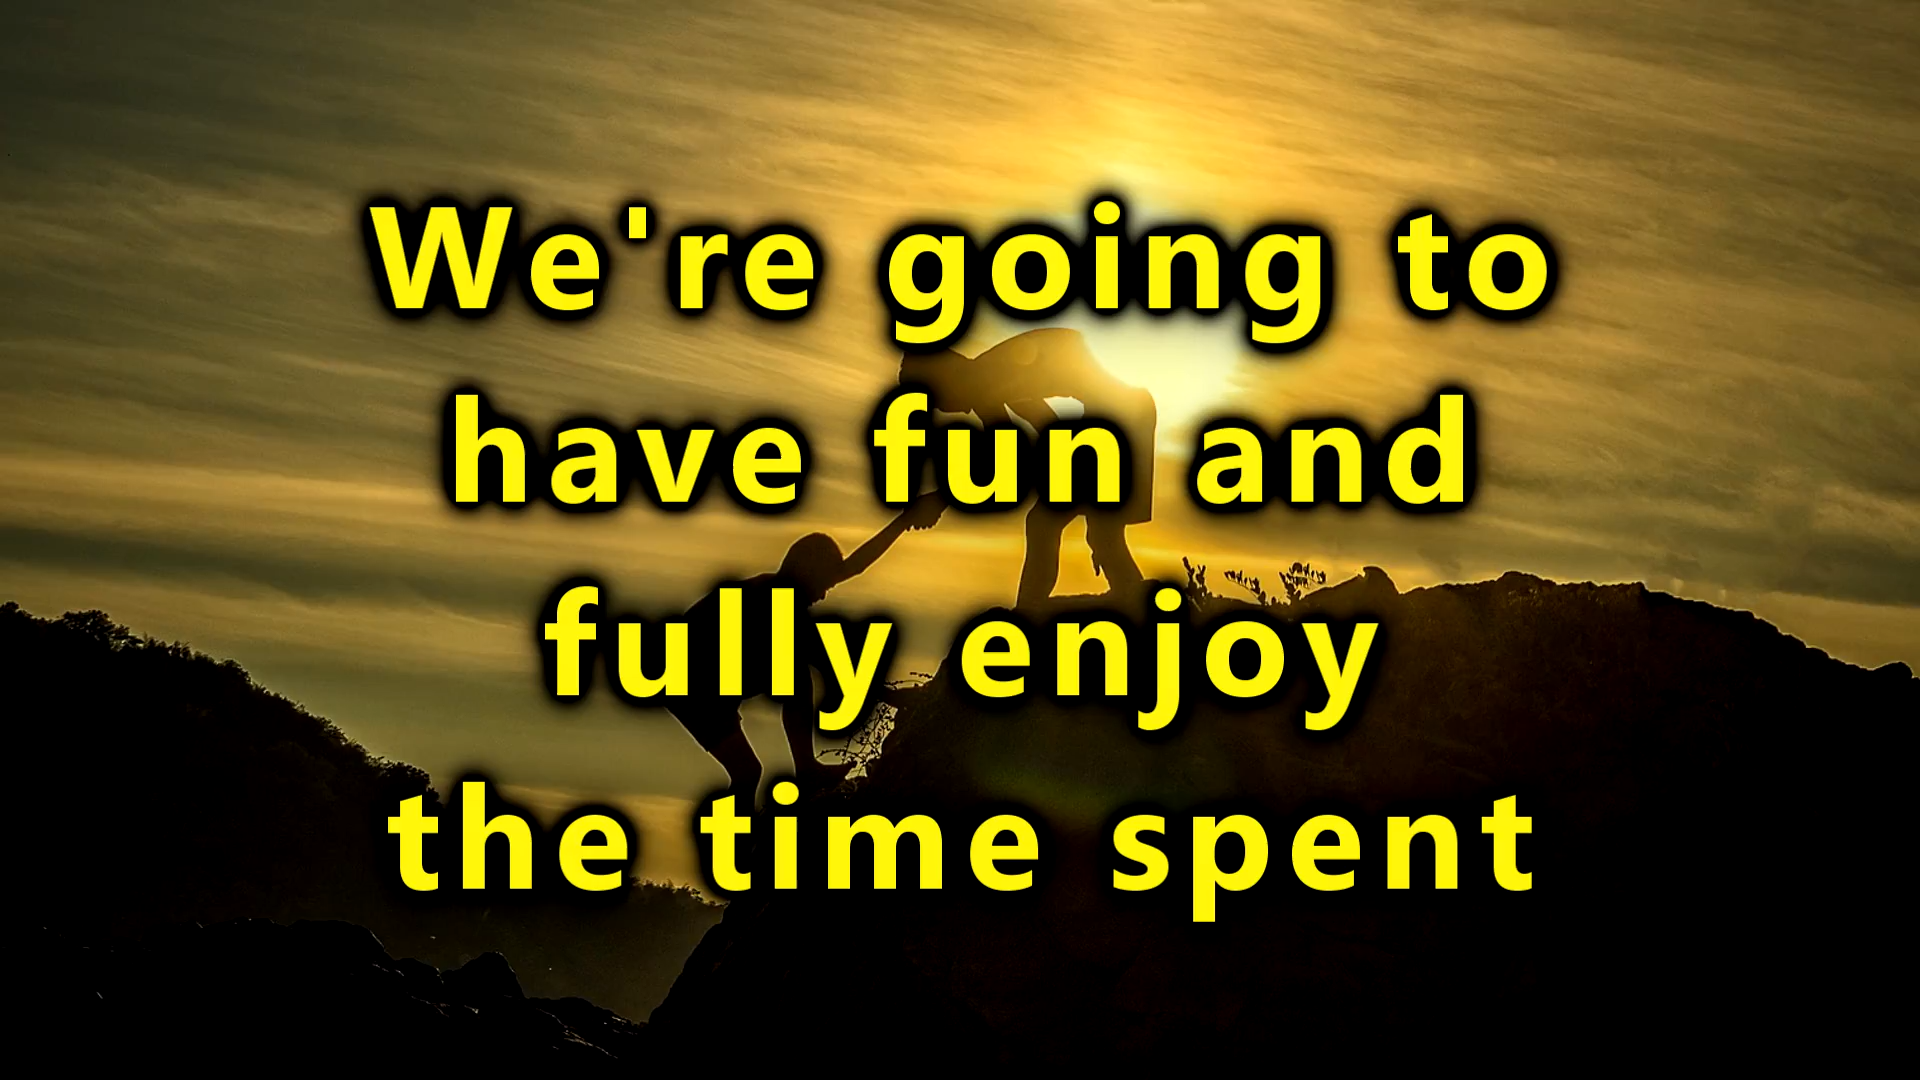 We're going to
have fun and
fully enjoy
the time spent